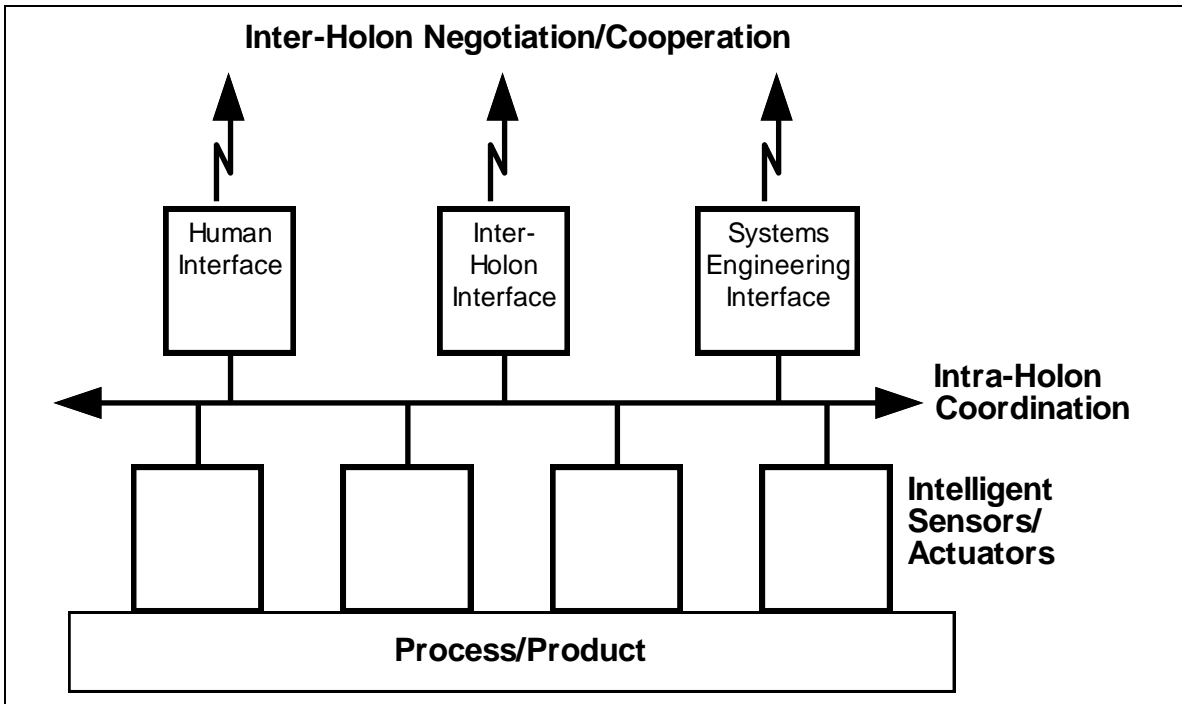 Inter-Holon Negotiation/Cooperation
Human
Interface
Inter-
Holon
Interface
Systems
Engineering
Interface
Intra-Holon
Coordination
Intelligent
Sensors/
Actuators
Process/Product